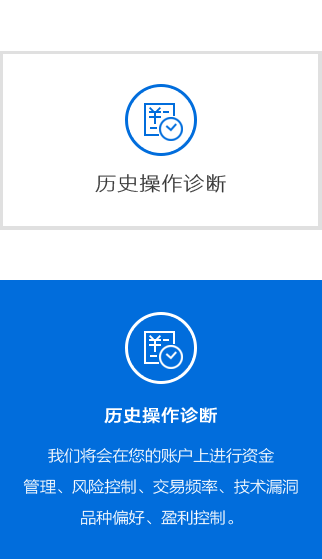 历史操作诊断
历史操作诊断
我们将会在您的账户上进行资金
管理、风险控制、交易频率、技术漏洞
品种偏好、盈利控制。